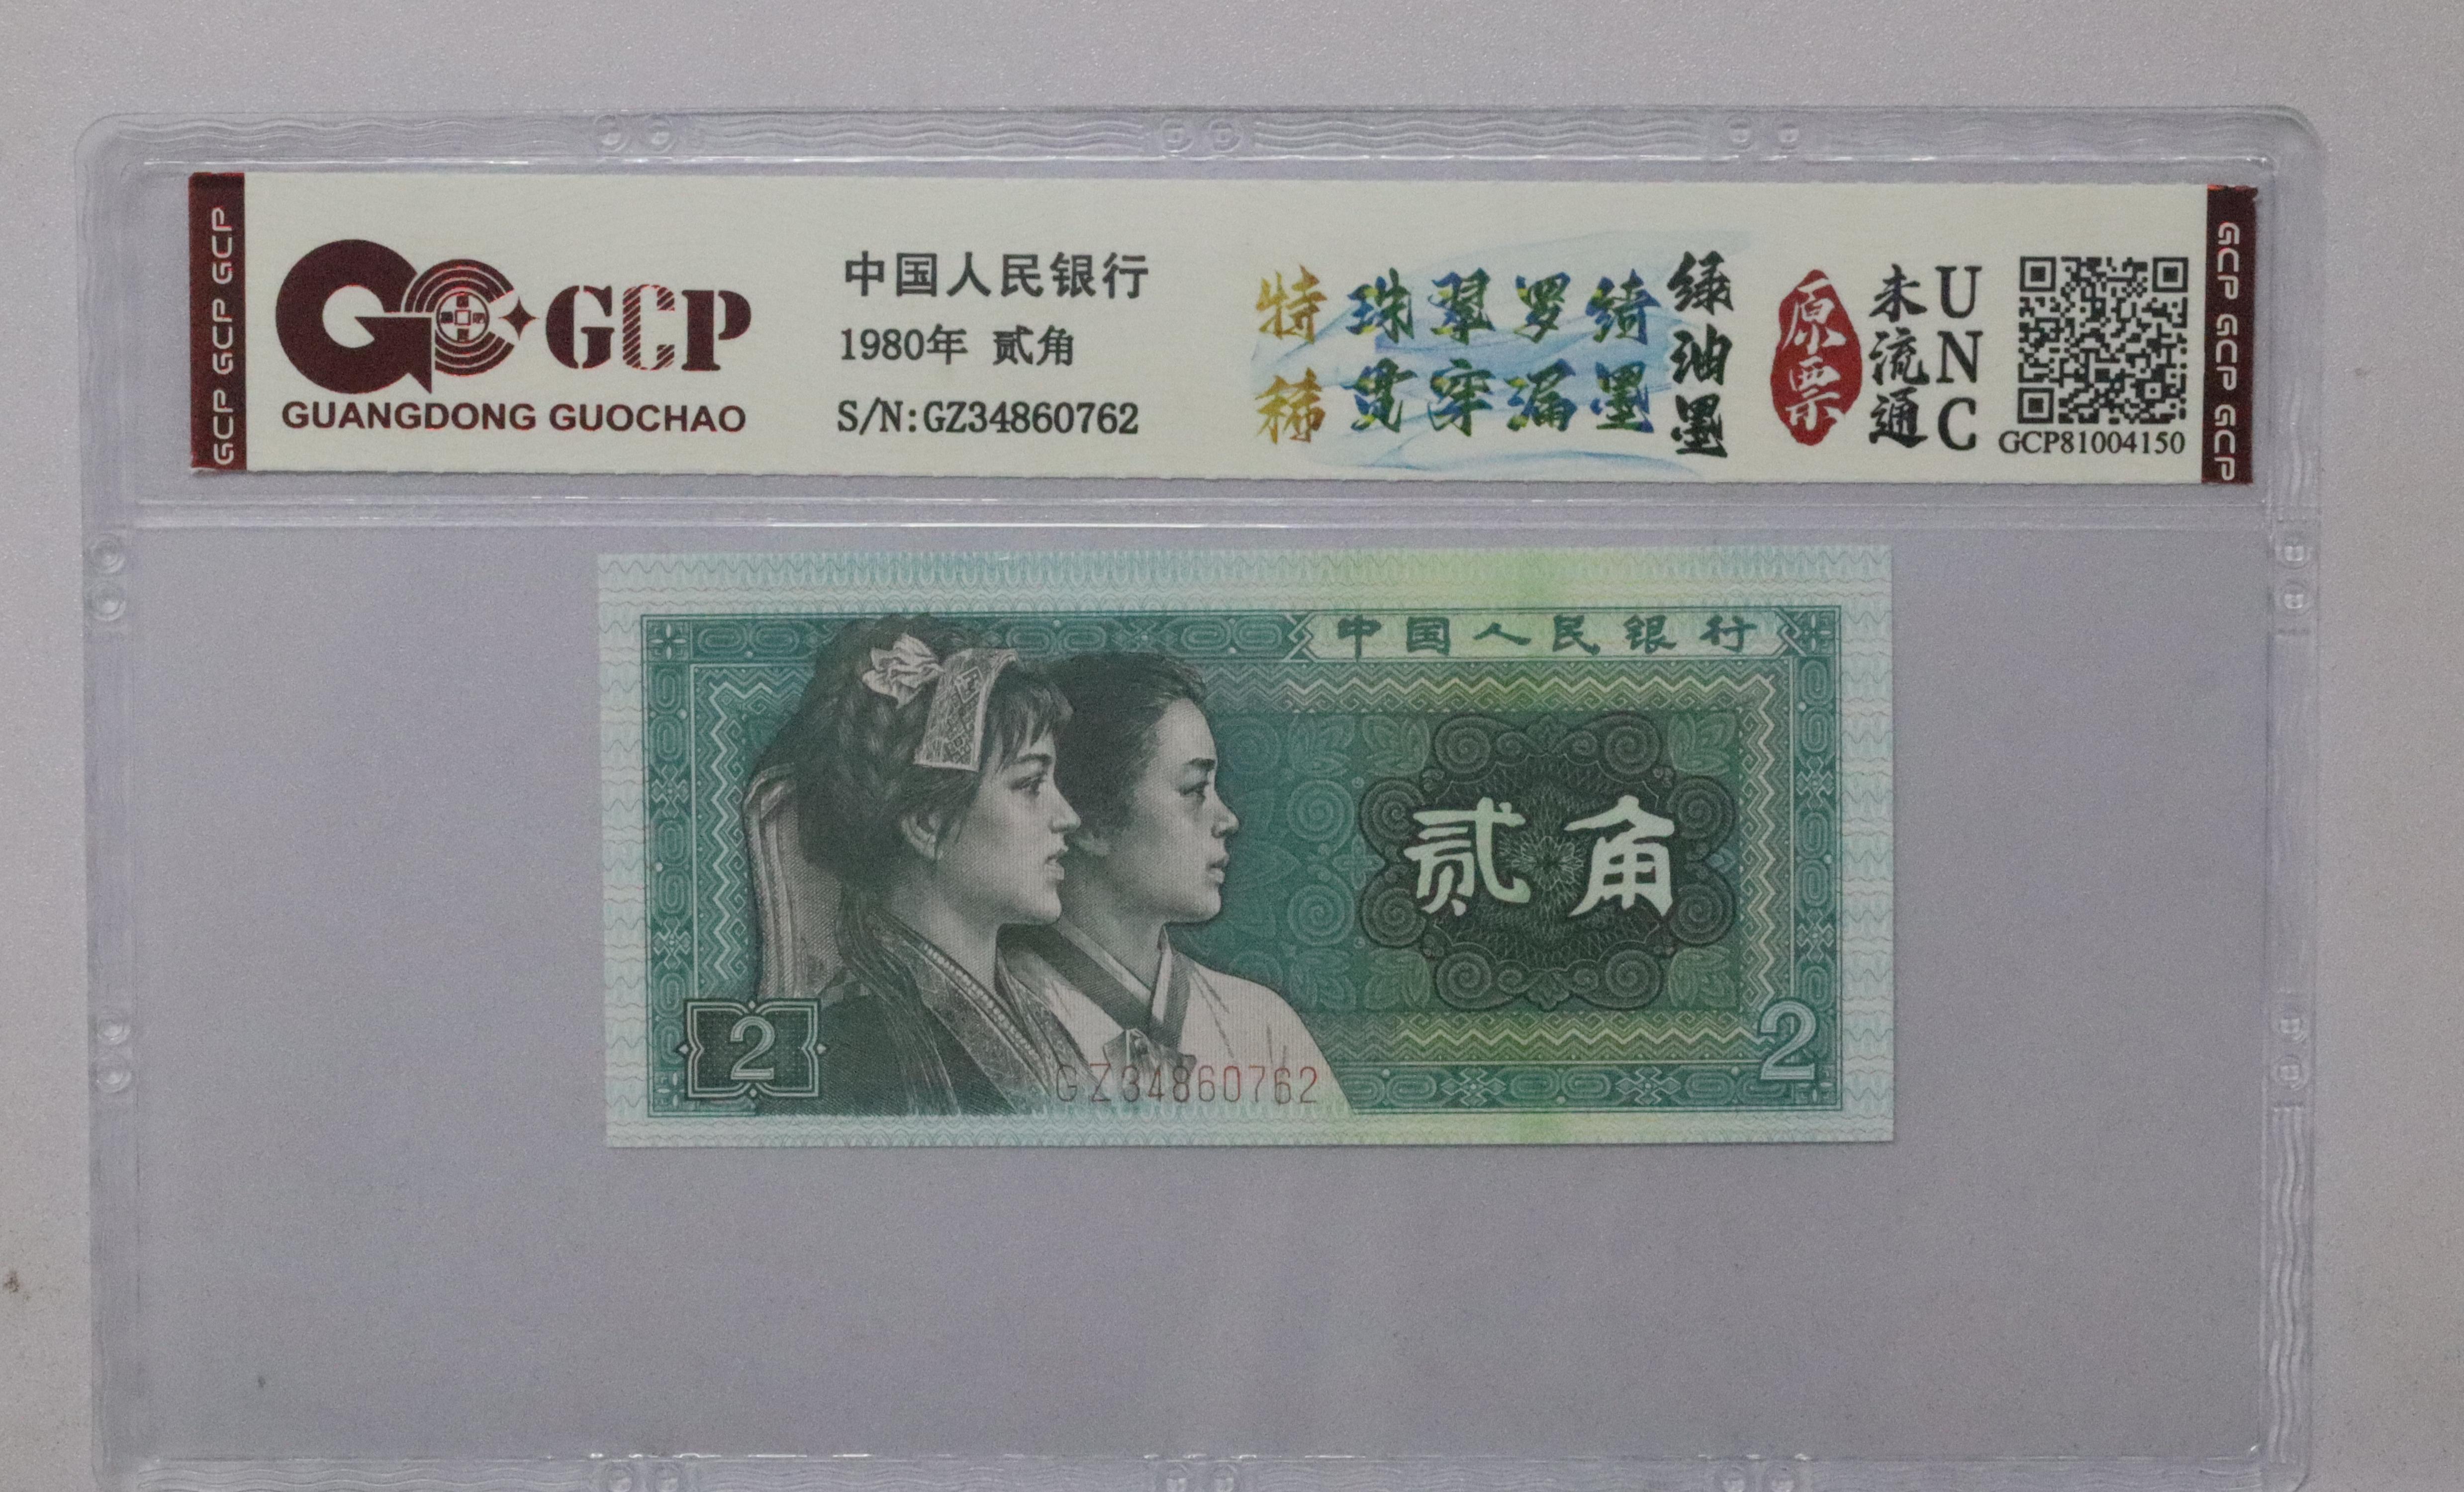 GCP GCP GCP
GCP
GUANGDONG GUOCHAO
中国人民银行
1980年 贰角
S/N:GZ34860762
特稀
珠翠罗绮
贯穿漏墨
绿油墨
原票
未流通
UNC
GCP81004150
GCP GCP GCP
中国人民银行
贰角
2
2
GZ34860762